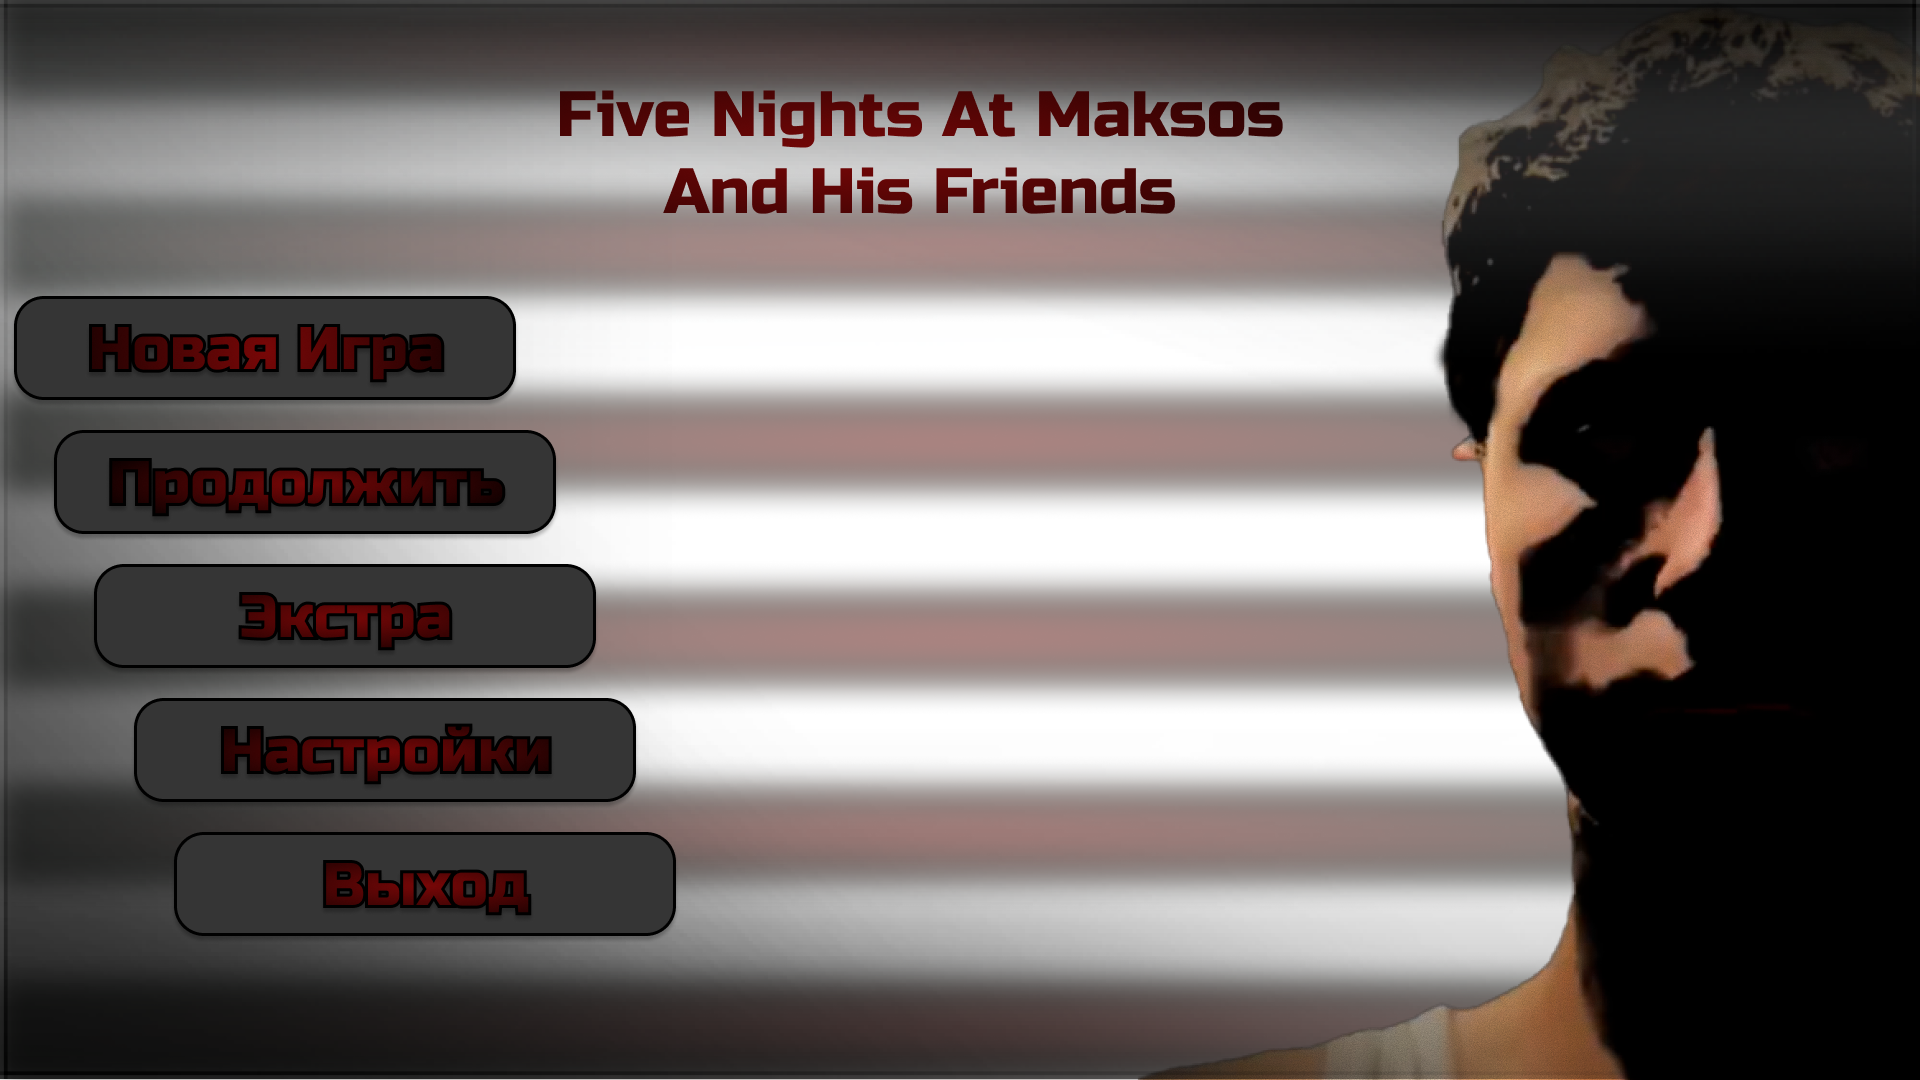 Five Nights At Maksos
And His Friends
Новая Игра
Продолжить
Экстра
Настройки
Выход